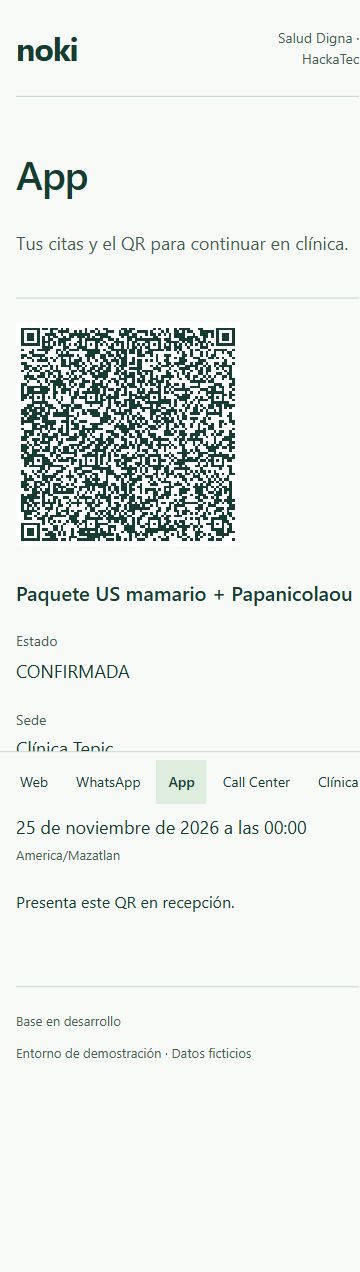 noki
Salud Digna ·
HackaTec
App
Tus citas y el QR para continuar en clínica.
Paquete US mamario + Papanicolaou
Estado
CONFIRMADA
Sede
Clínica Tepic
Web WhatsApp App Call Center Clínica
25 de noviembre de 2026 a las 00:00
America/Mazatlan
Presenta este QR en recepción.
Base en desarrollo
Entorno de demostración · Datos ficticios